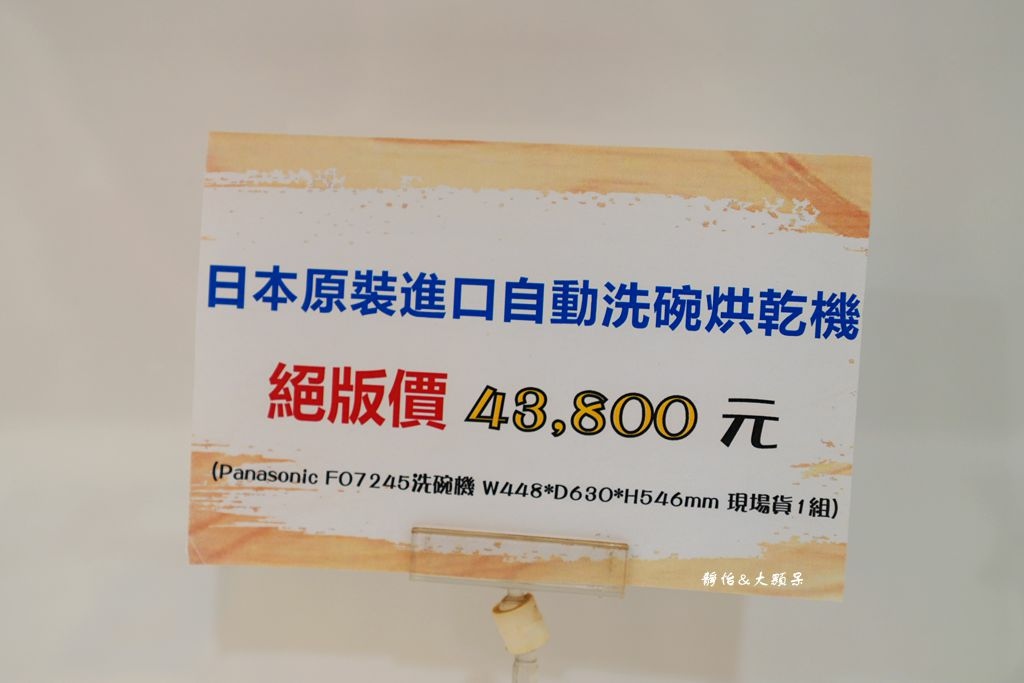 日本原裝進口自動洗碗烘乾機
絕版價 43,800 元
(Panasonic F07245洗碗機 W448*D630*H546mm 現場貨1組)
靜怡&大顆呆